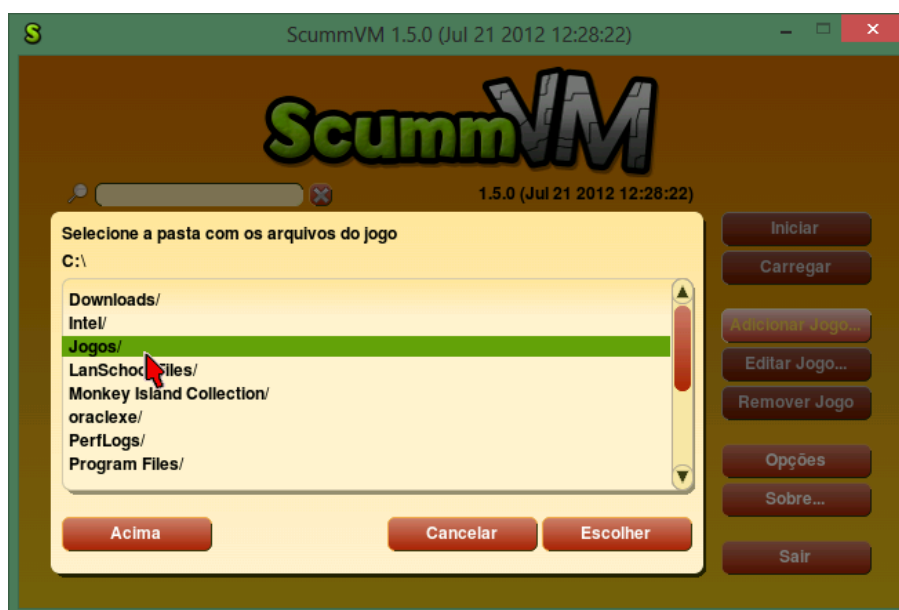 ScummVM 1.5.0 (Jul 21 2012 12:28:22)
ScummVM
1.5.0 (Jul 21 2012 12:28:22)
Selecione a pasta com os arquivos do jogo
C:\
Downloads/
Intel/
Jogos/
LanSchool Files/
Monkey Island Collection/
oraclexe/
PerfLogs/
Program Files/
Acima
Cancelar
Escolher
Iniciar
Carregar
Adicionar Jogo...
Editar Jogo...
Remover Jogo
Opções
Sobre...
Sair